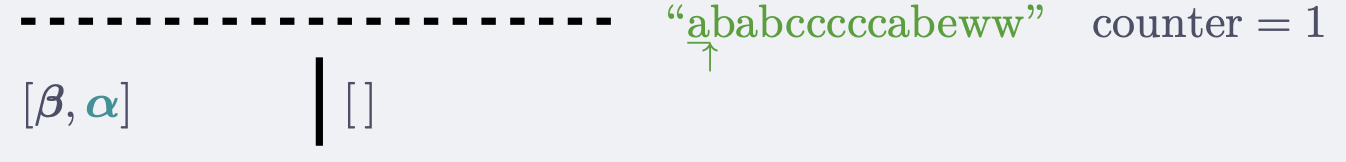 “ababcccccabeww” counter = 1
[β, α] []